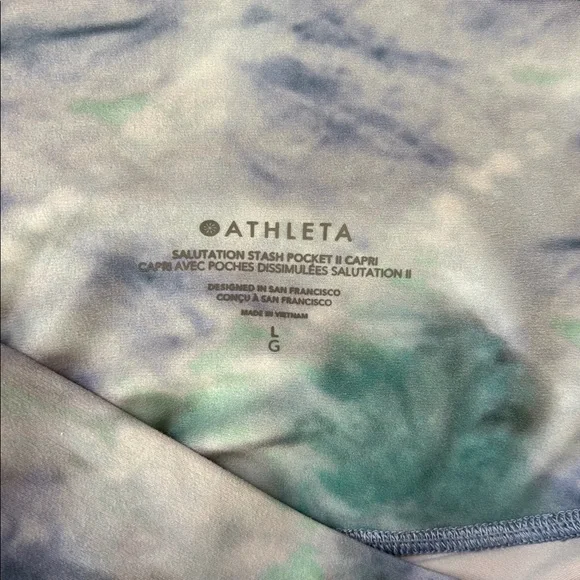 ATHLETA
SALUTATION STASH POCKET II CAPRI
CAPRI AVEC POCHES DISSIMULÉES SALUTATION II
DESIGNED IN SAN FRANCISCO
CONÇU À SAN FRANCISCO
MADE IN VIETNAM
L
G